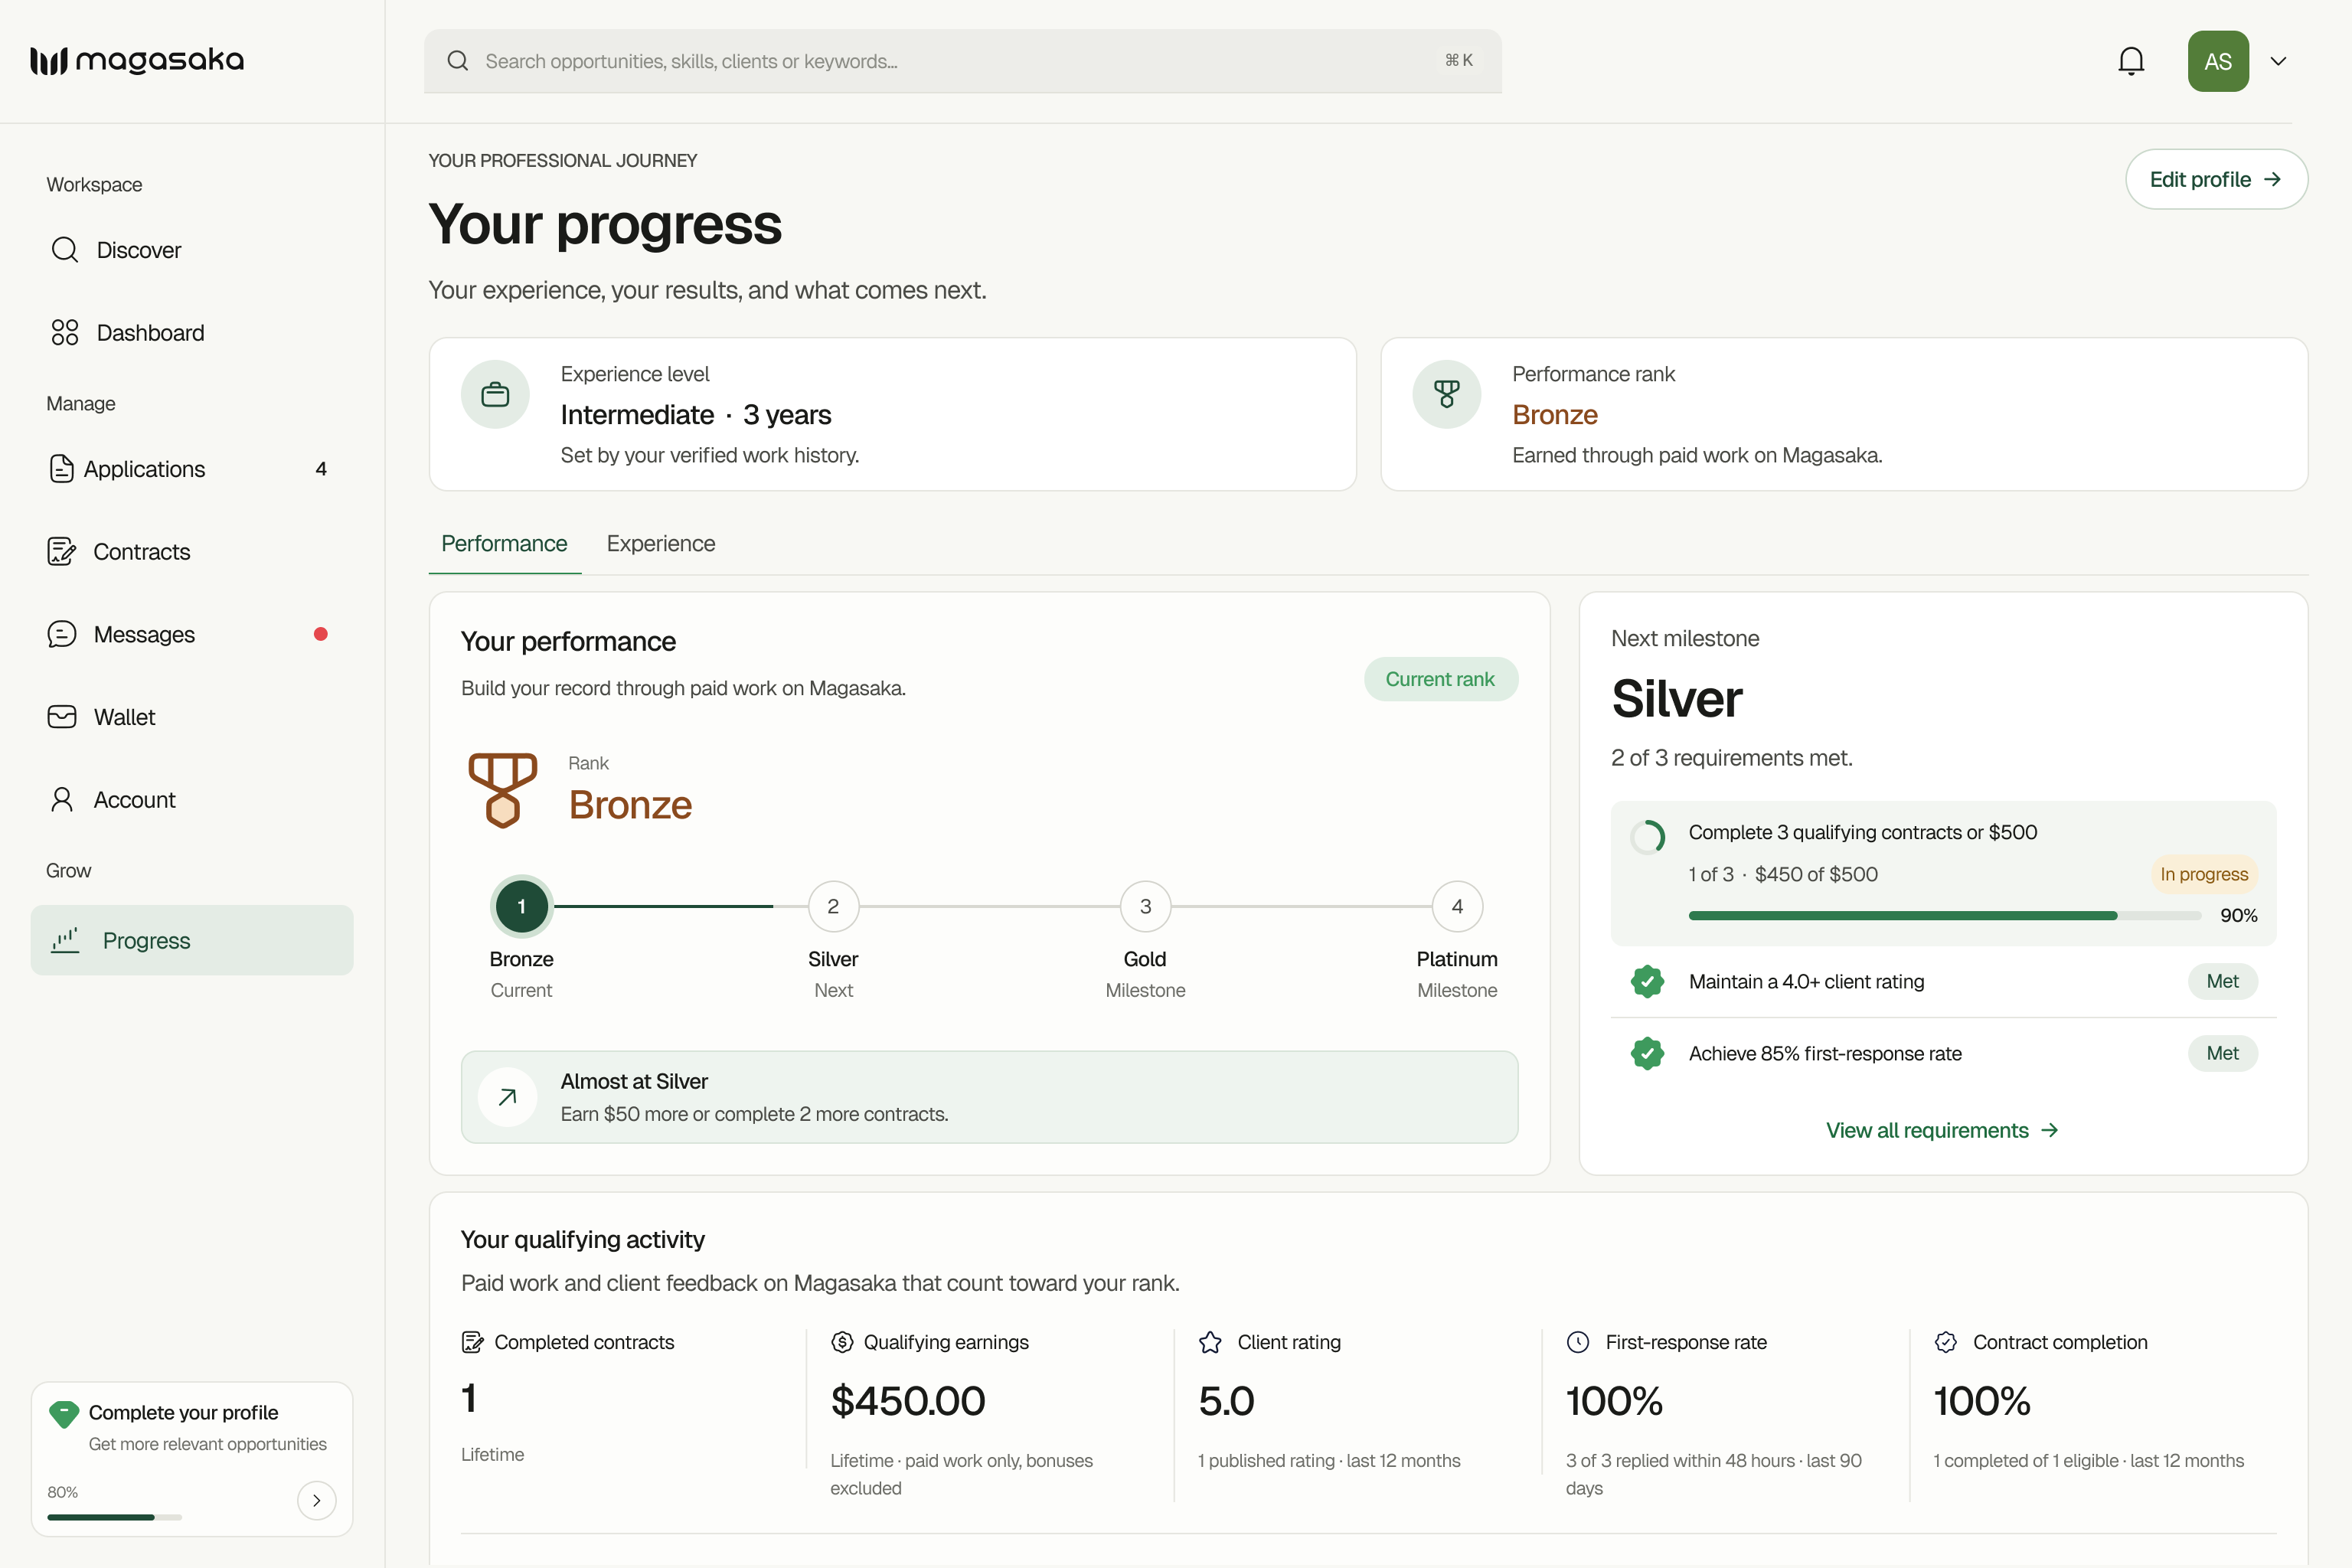 magasaka
Search opportunities, skills, clients or keywords...
⌘ K
AS
Workspace
Discover
Dashboard
Manage
Applications
4
Contracts
Messages
Wallet
Account
Grow
Progress
Complete your profile
Get more relevant opportunities
80%
YOUR PROFESSIONAL JOURNEY
Edit profile
Your progress
Your experience, your results, and what comes next.
Experience level
Intermediate · 3 years
Set by your verified work history.
Performance rank
Bronze
Earned through paid work on Magasaka.
Performance
Experience
Your performance
Build your record through paid work on Magasaka.
Current rank
Rank
Bronze
1
2
3
4
Bronze
Silver
Gold
Platinum
Current
Next
Milestone
Milestone
Almost at Silver
Earn $50 more or complete 2 more contracts.
Next milestone
Silver
2 of 3 requirements met.
Complete 3 qualifying contracts or $500
1 of 3 · $450 of $500
In progress
90%
Maintain a 4.0+ client rating
Met
Achieve 85% first-response rate
Met
View all requirements
Your qualifying activity
Paid work and client feedback on Magasaka that count toward your rank.
Completed contracts
1
Lifetime
Qualifying earnings
$450.00
Lifetime · paid work only, bonuses
excluded
Client rating
5.0
1 published rating · last 12 months
First-response rate
100%
3 of 3 replied within 48 hours · last 90
days
Contract completion
100%
1 completed of 1 eligible · last 12 months